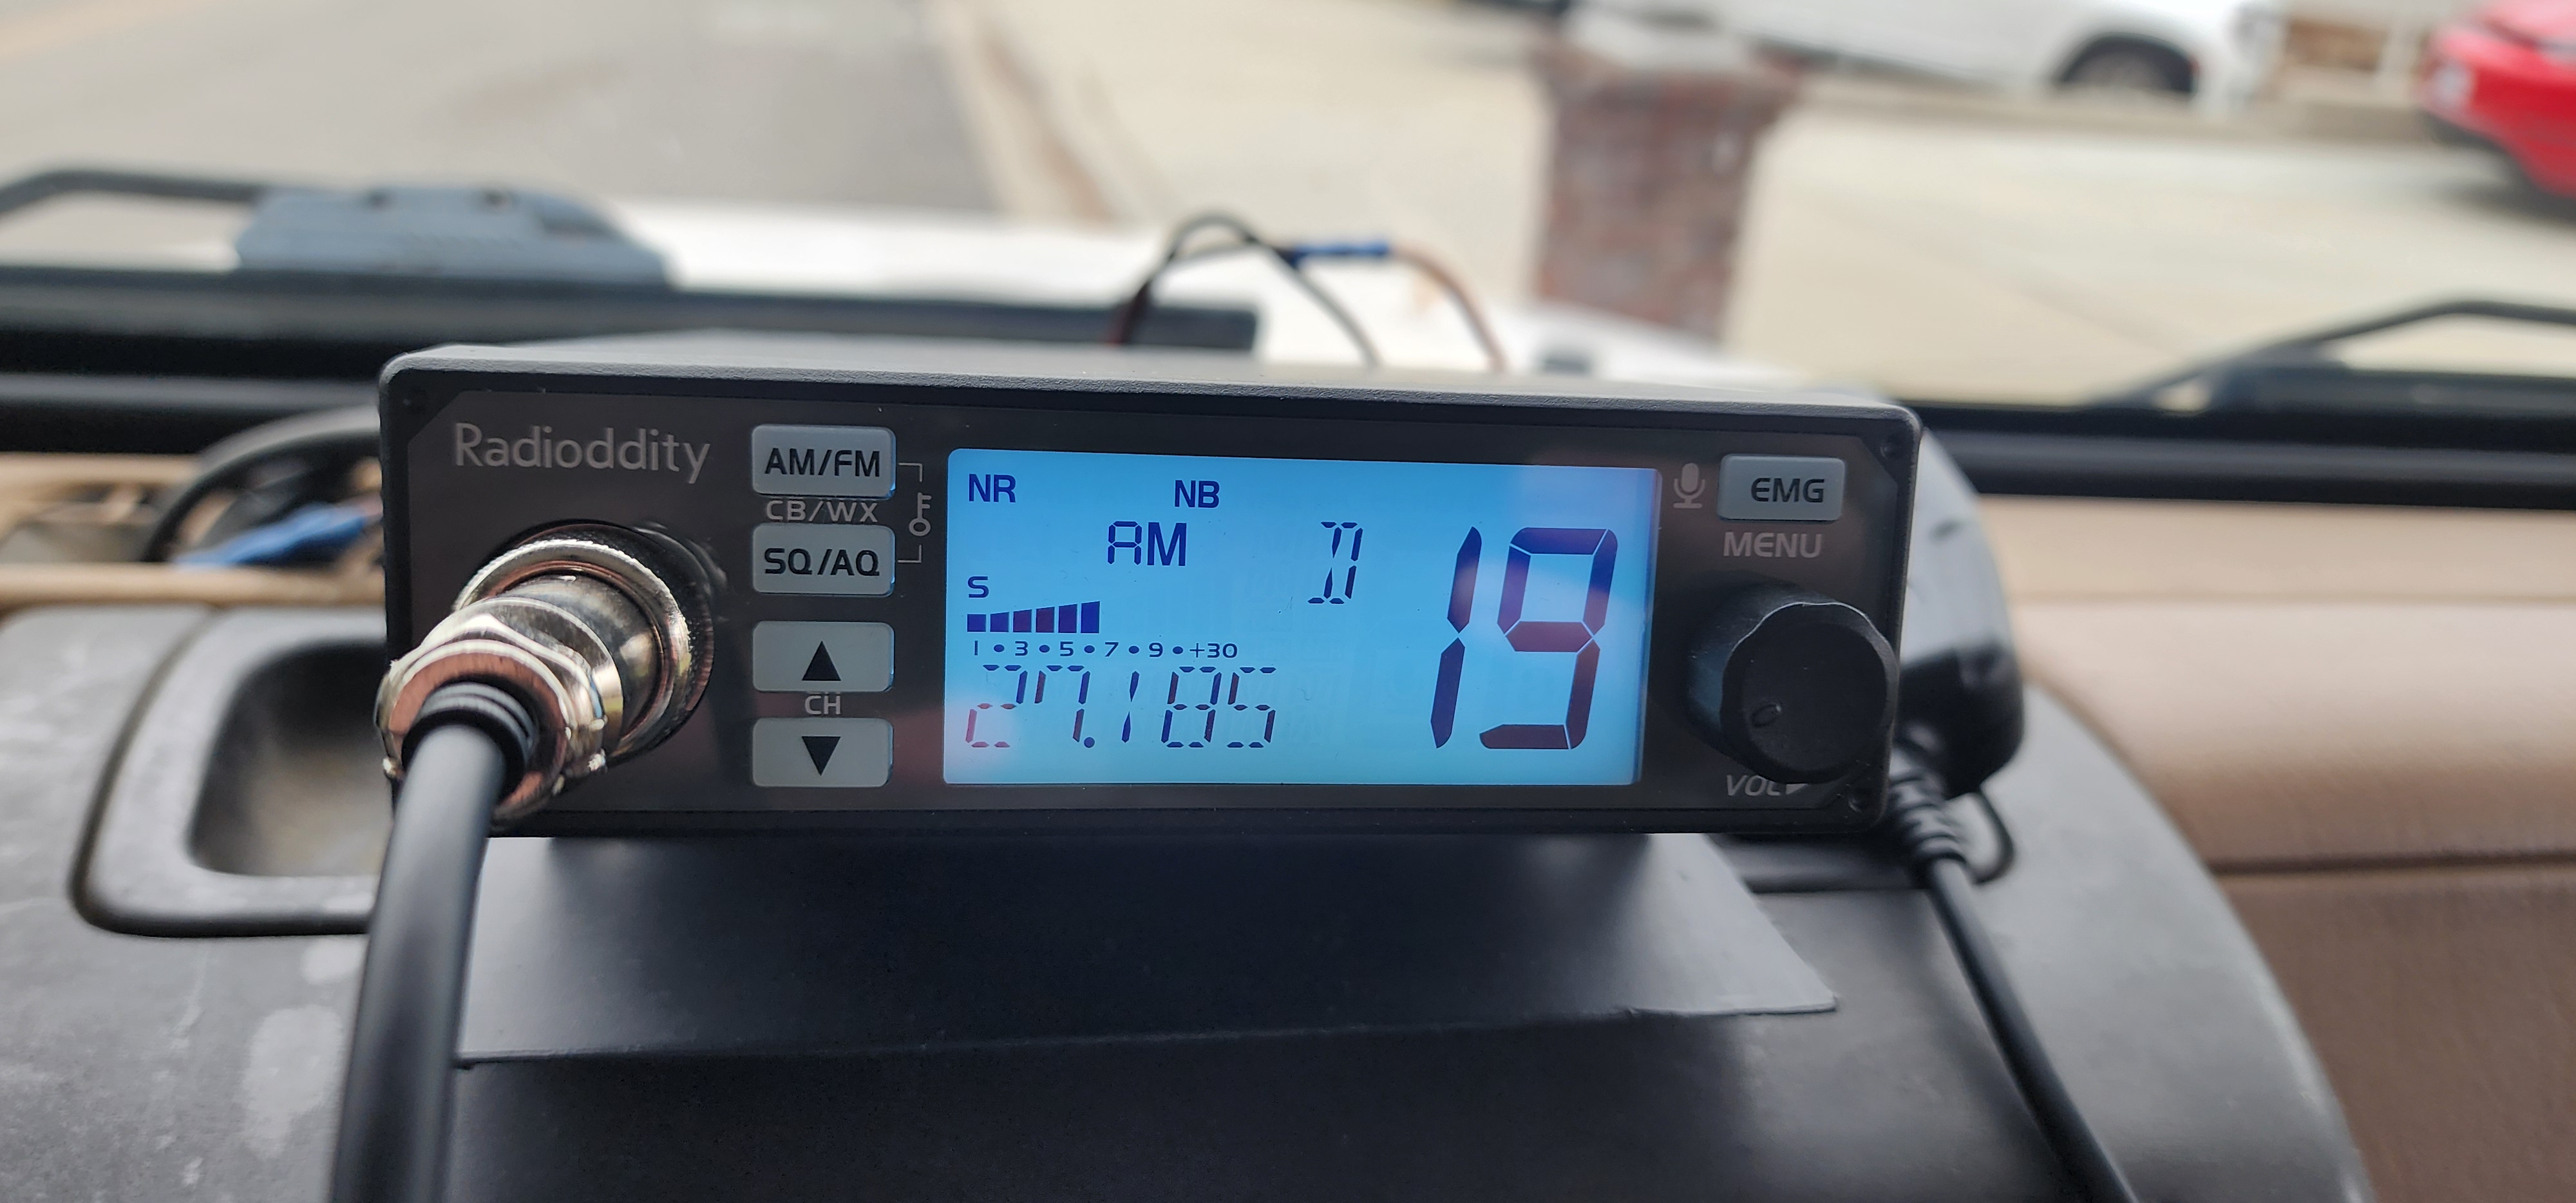 Radioddity
AM/FM
CB/WX
SQ/AQ
▲
CH
▼
NR NB
AM D
19
S
1 • 3 • 5 • 7 • 9 • +30
27.185
EMG
MENU
VOL